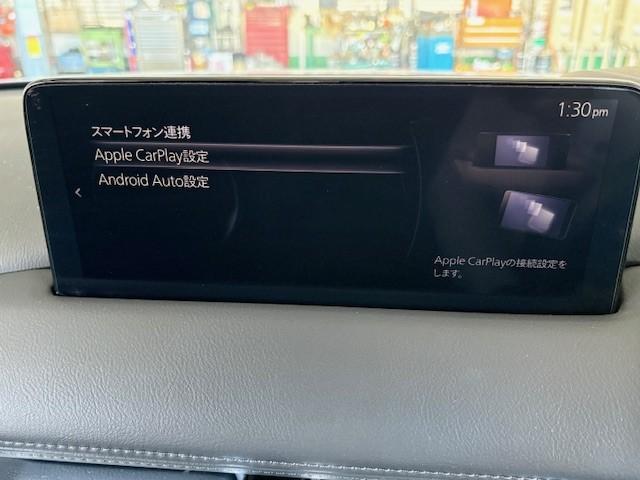 1:30pm
スマートフォン連携
Apple CarPlay設定
Android Auto設定
Apple CarPlayの接続設定を
します。